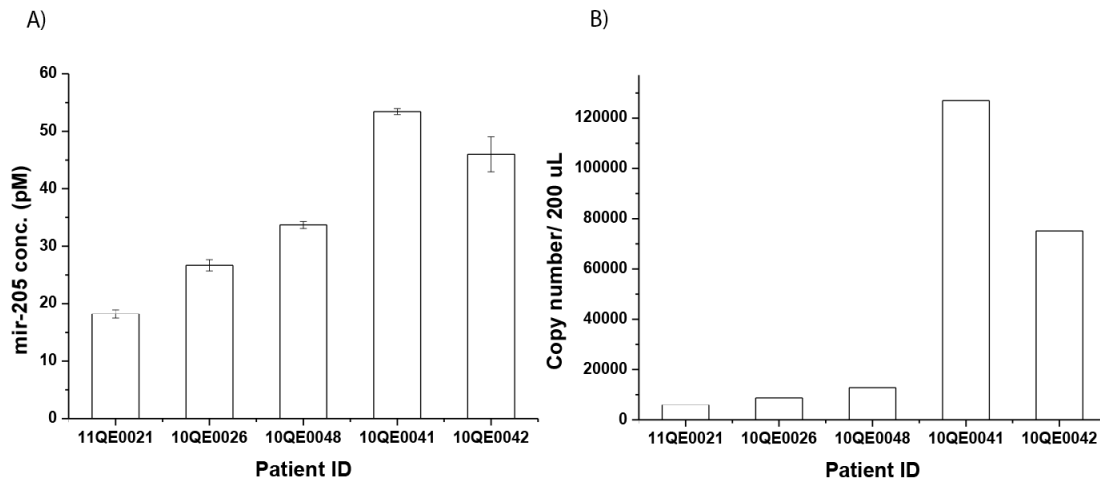 A)
mir-205 conc. (pM)
60
50
40
30
20
10
0
11QE0021 10QE0026 10QE0048 10QE0041 10QE0042
Patient ID
B)
Copy number/ 200 uL
120000
100000
80000
60000
40000
20000
0
11QE0021 10QE0026 10QE0048 10QE0041 10QE0042
Patient ID